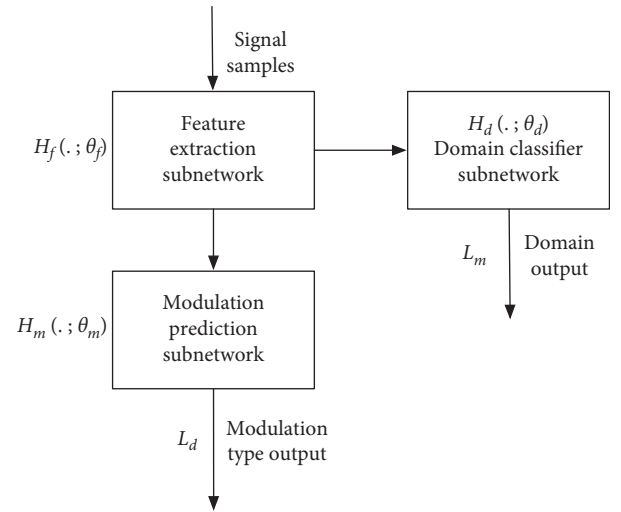 Signal
samples
H_f (. ; θ_f)
Feature
extraction
subnetwork
H_d (. ; θ_d)
Domain classifier
subnetwork
L_m
Domain
output
H_m (. ; θ_m)
Modulation
prediction
subnetwork
L_d
Modulation
type output